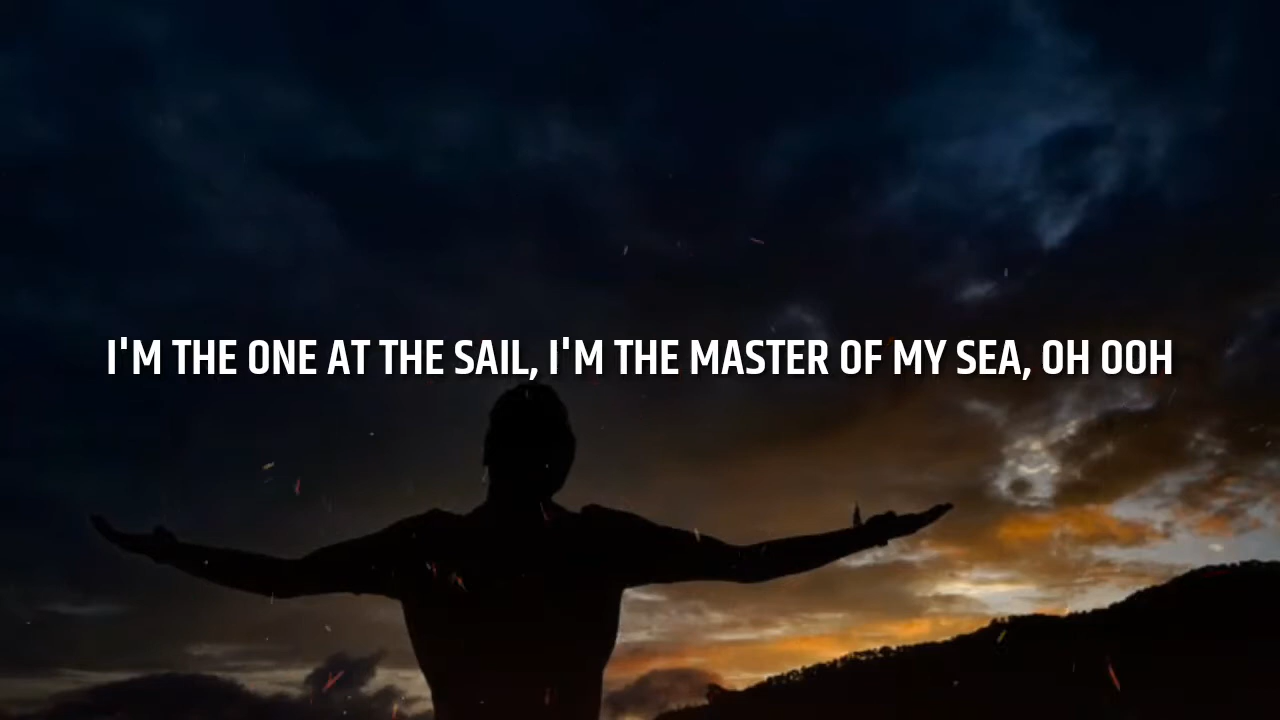 I'M THE ONE AT THE SAIL, I'M THE MASTER OF MY SEA, OH OOH